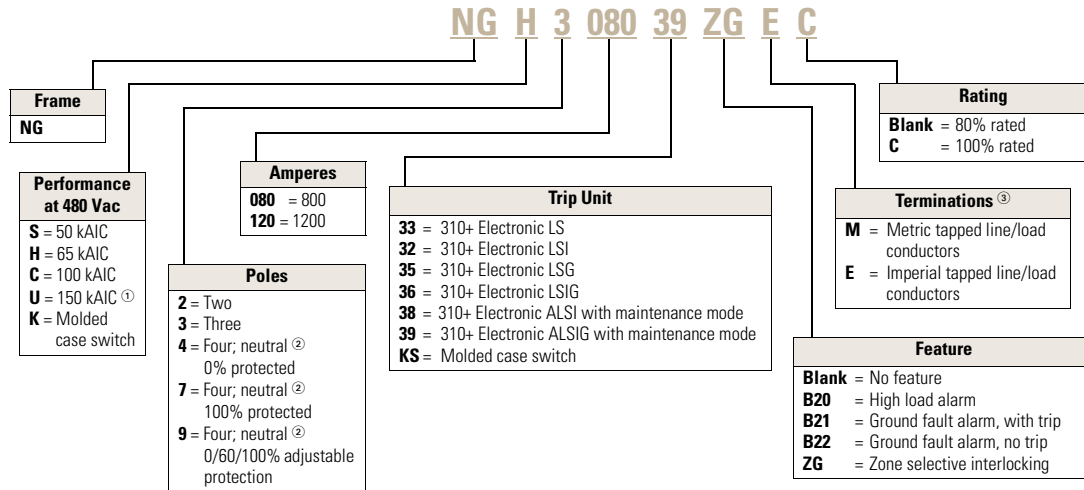 NG H 3 080 39 ZG E C
Frame
NG
Performance
at 480 Vac
S = 50 kAIC
H = 65 kAIC
C = 100 kAIC
U = 150 kAIC ①
K = Molded
case switch
Poles
2 = Two
3 = Three
4 = Four; neutral ②
0% protected
7 = Four; neutral ②
100% protected
9 = Four; neutral ②
0/60/100% adjustable
protection
Amperes
080 = 800
120 = 1200
Trip Unit
33 = 310+ Electronic LS
32 = 310+ Electronic LSI
35 = 310+ Electronic LSG
36 = 310+ Electronic LSIG
38 = 310+ Electronic ALSI with maintenance mode
39 = 310+ Electronic ALSIG with maintenance mode
KS = Molded case switch
Rating
Blank = 80% rated
C = 100% rated
Terminations ③
M = Metric tapped line/load
conductors
E = Imperial tapped line/load
conductors
Feature
Blank = No feature
B20 = High load alarm
B21 = Ground fault alarm, with trip
B22 = Ground fault alarm, no trip
ZG = Zone selective interlocking